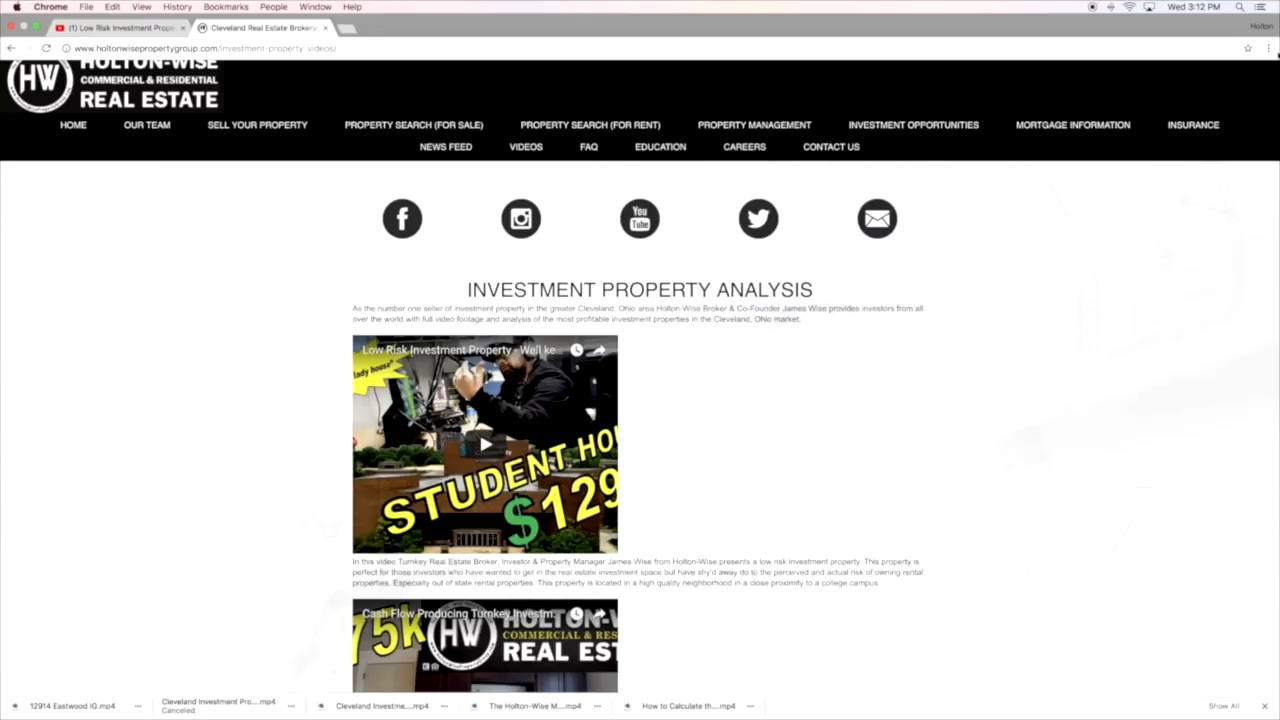 Chrome File Edit View History Bookmarks People Window Help Wed 3:12 PM
(1) Low Risk Investment Prope Cleveland Real Estate Brokera Holton
www.holtonwisepropertygroup.com/investment-property-videos/
HW HOLTON-WISE
COMMERCIAL & RESIDENTIAL
REAL ESTATE
HOME OUR TEAM SELL YOUR PROPERTY PROPERTY SEARCH (FOR SALE) PROPERTY SEARCH (FOR RENT) PROPERTY MANAGEMENT INVESTMENT OPPORTUNITIES MORTGAGE INFORMATION INSURANCE
NEWS FEED VIDEOS FAQ EDUCATION CAREERS CONTACT US
You Tube
INVESTMENT PROPERTY ANALYSIS
As the number one seller of investment property in the greater Cleveland, Ohio area Holton-Wise Broker & Co-Founder James Wise provides investors from all
over the world with full video footage and analysis of the most profitable investment properties in the Cleveland, Ohio market.
Low Risk Investment Property - Well ke...
lady house"
STUDENT HOU
$129
In this video Turnkey Real Estate Broker, Investor & Property Manager James Wise from Holton-Wise presents a low risk investment property. This property is
perfect for those investors who have wanted to get in the real estate investment space but have shy'd away do to the perceived and actual risk of owning rental
properties. Especially out of state rental properties. This property is located in a high quality neighborhood in a close proximity to a college campus.
Cash Flow Producing Turnkey Investm...
75k HW HOLTON-W
COMMERCIAL & RES
REAL EST
12914 Eastwood IG.mp4 Cleveland Investment Pro....mp4 Cleveland Investme....mp4 The Holton-Wise M....mp4 How to Calculate th....mp4 Show All
Canceled